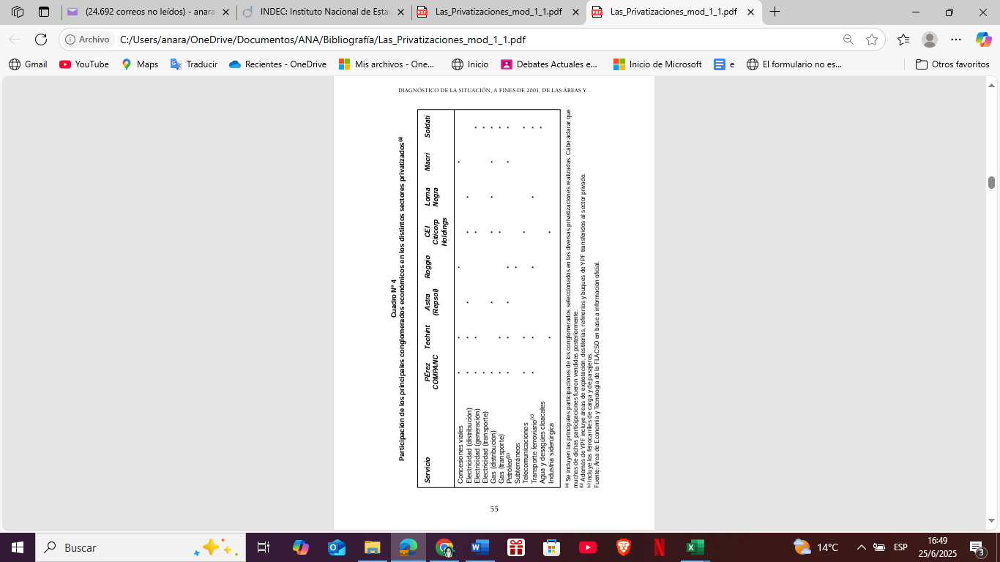 (24.692 correos no leídos) - anara
INDEC: Instituto Nacional de Esta
Las_Privatizaciones_mod_1_1.pdf
Las_Privatizaciones_mod_1_1.pdf
Archivo C:/Users/anara/OneDrive/Documentos/ANA/Bibliografía/Las_Privatizaciones_mod_1_1.pdf
Gmail YouTube Maps Traducir Recientes - OneDrive Mis archivos - One... Inicio Debates Actuales e... Inicio de Microsoft e El formulario no es... Otros favoritos
DIAGNÓSTICO DE LA SITUACIÓN, A FINES DE 2001, DE LAS ÁREAS Y...
Cuadro Nº 4
Participación de los principales conglomerados económicos en los distintos sectores privatizados(a)
Servicio PÉrez COMPANC Techint Astra (Repsol) Roggio CEI Citicorp Holdings Loma Negra Macri Soldati
Concesiones viales * * * *
Electricidad (distribución) * * * * *
Electricidad (generación) * * * *
Electricidad (transporte) * *
Gas (distribución) * * * * * *
Gas (transporte) * * * *
Petróleo(b) * * * * * *
Subterráneos *
Telecomunicaciones * * * *
Transporte ferroviario(c) * * * * *
Agua y desagües cloacales *
Industria siderúrgica * *
(a) Se incluyen las principales participaciones de los conglomerados seleccionados en las diversas privatizaciones realizadas. Cabe aclarar que
muchas de dichas participaciones fueron vendidas posteriormente.
(b) Además de YPF incluye áreas de explotación, destilerías, refinerías y buques de YPF transferidos al sector privado.
(c) Incluye los ferrocarriles de carga y de pasajeros.
Fuente: Área de Economía y Tecnología de la FLACSO en base a información oficial.
55
Buscar
14°C
ESP
16:49
25/6/2025
3